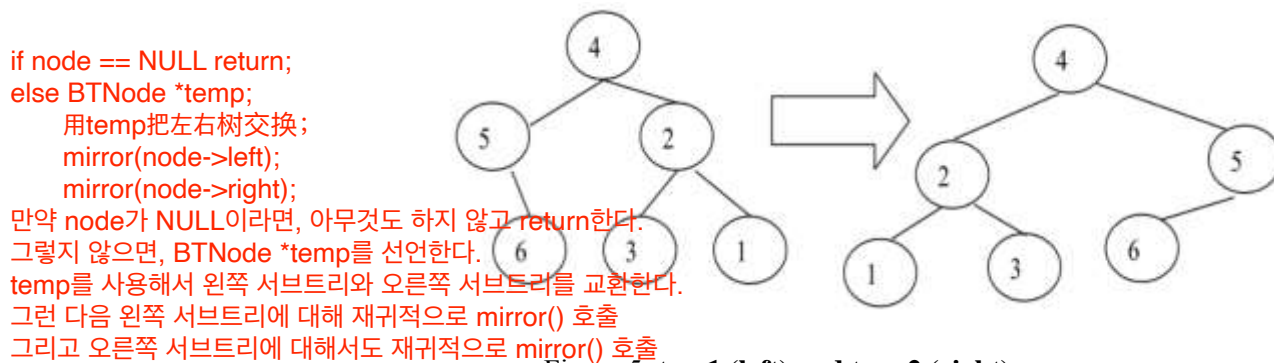 if node == NULL return;
else BTNode *temp;
用temp把左右树交换；
mirror(node->left);
mirror(node->right);
만약 node가 NULL이라면, 아무것도 하지 않고 return한다.
그렇지 않으면, BTNode *temp를 선언한다.
temp를 사용해서 왼쪽 서브트리와 오른쪽 서브트리를 교환한다.
그런 다음 왼쪽 서브트리에 대해 재귀적으로 mirror() 호출
그리고 오른쪽 서브트리에 대해서도 재귀적으로 mirror() 호출
4
5 2
6 3 1
4
2 5
1 3 6
(left) (right)